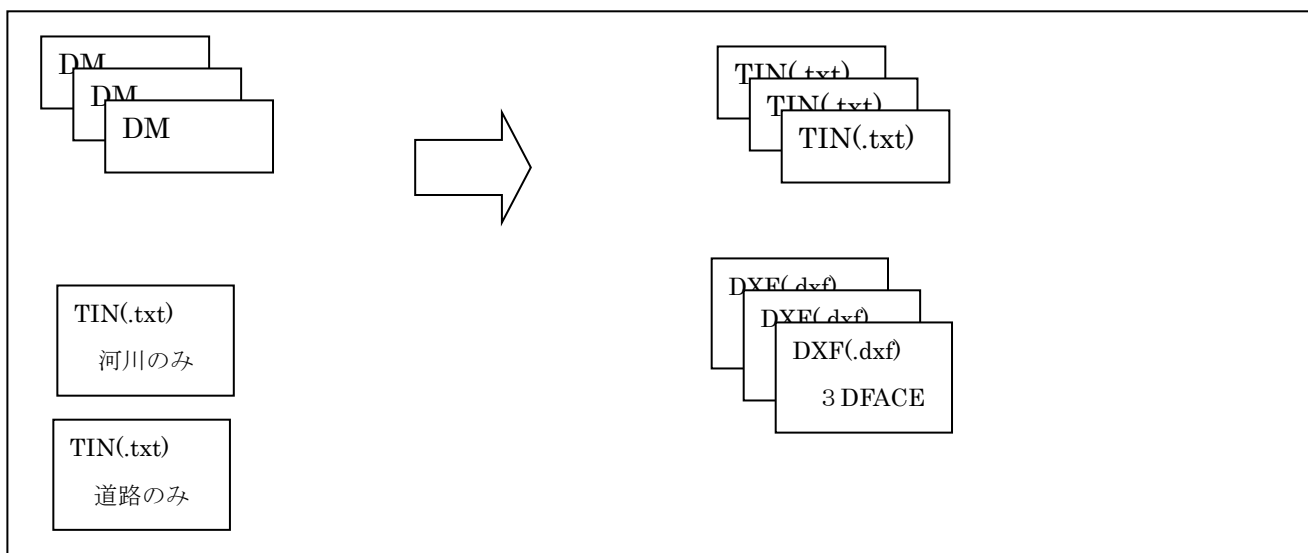 DM
DM
DM
TIN(.txt)
河川のみ
TIN(.txt)
道路のみ
TIN(.txt)
TIN(.txt)
TIN(.txt)
DXF(.dxf)
DXF(.dxf)
DXF(.dxf)
３DFACE